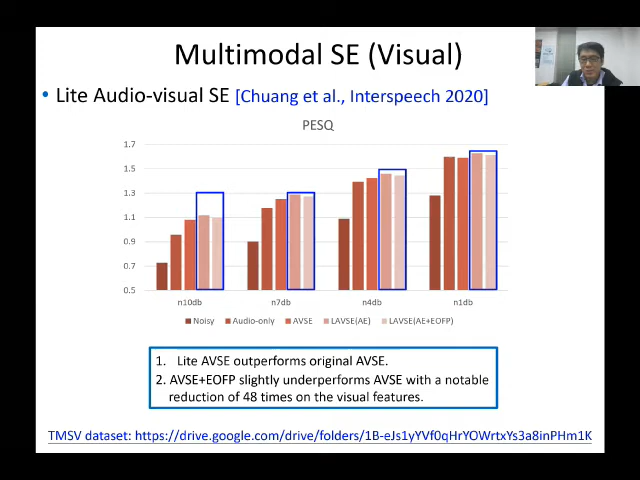 Multimodal SE (Visual)
• Lite Audio-visual SE [Chuang et al., Interspeech 2020]
PESQ
1.7
1.5
1.3
1.1
0.9
0.7
0.5
n10db n7db n4db n1db
Noisy Audio-only AVSE LAVSE(AE) LAVSE(AE+EOFP)
1. Lite AVSE outperforms original AVSE.
2. AVSE+EOFP slightly underperforms AVSE with a notable
reduction of 48 times on the visual features.
TMSV dataset: https://drive.google.com/drive/folders/1B-eJs1yYVf0qHrYOWrtxYs3a8inPHm1K